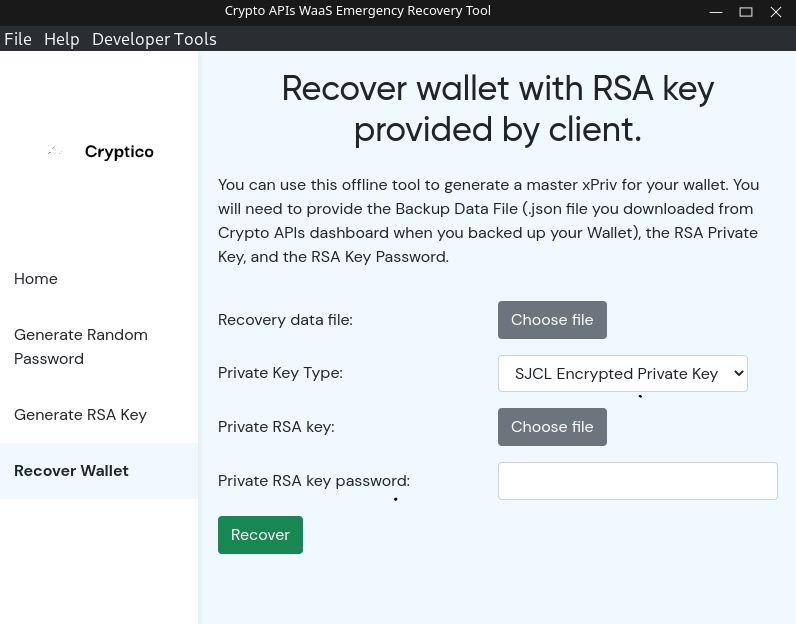 Crypto APIs WaaS Emergency Recovery Tool
File Help Developer Tools
Cryptico
Home
Generate Random
Password
Generate RSA Key
Recover Wallet
Recover wallet with RSA key
provided by client.
You can use this offline tool to generate a master xPriv for your wallet. You
will need to provide the Backup Data File (.json file you downloaded from
Crypto APIs dashboard when you backed up your Wallet), the RSA Private
Key, and the RSA Key Password.
Recovery data file: Choose file
Private Key Type: SJCL Encrypted Private Key
Private RSA key: Choose file
Private RSA key password:
Recover